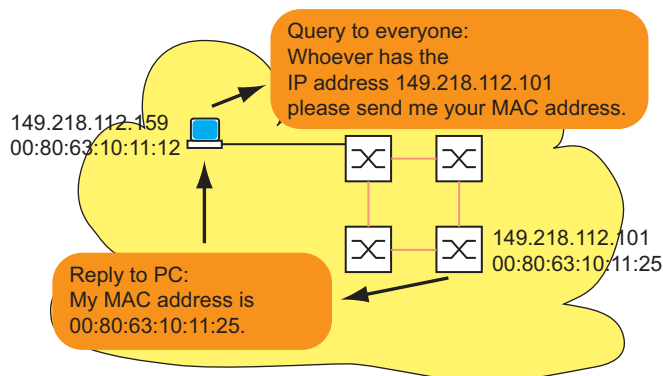 Query to everyone:
Whoever has the
IP address 149.218.112.101
please send me your MAC address.
149.218.112.159
00:80:63:10:11:12
149.218.112.101
00:80:63:10:11:25
Reply to PC:
My MAC address is
00:80:63:10:11:25.